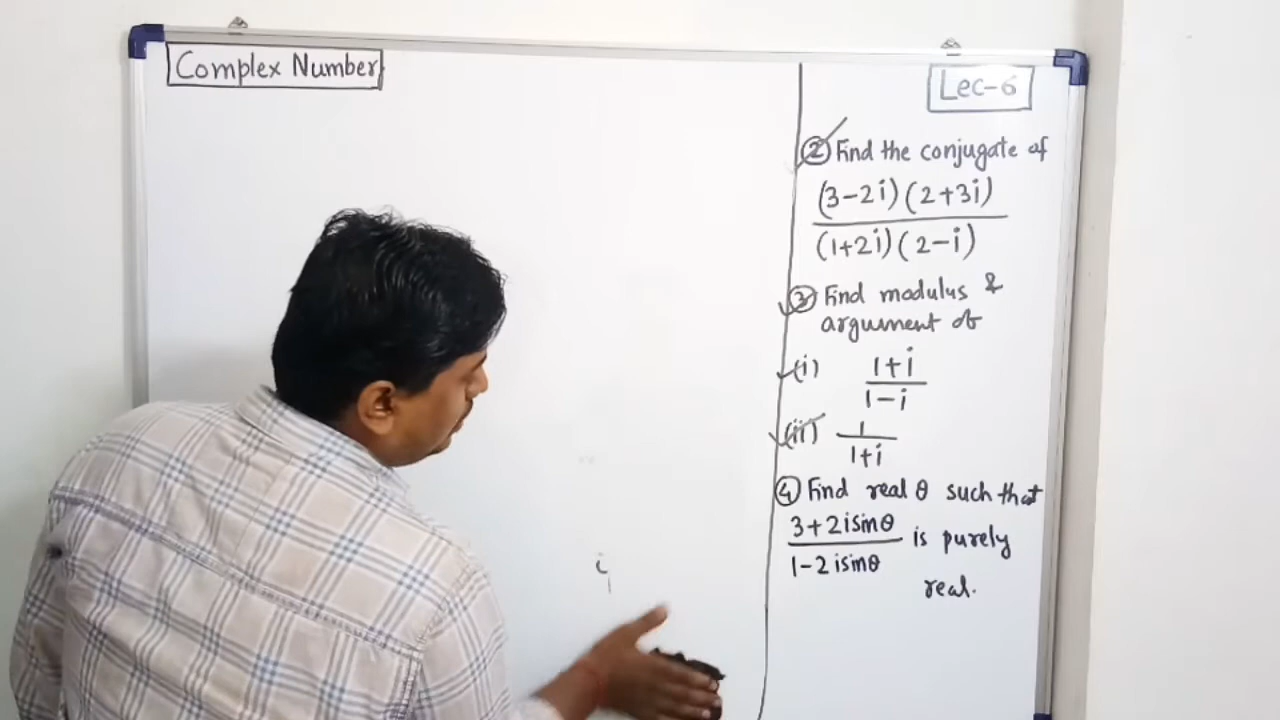 Complex Number
Lec-6
② Find the conjugate of
(3-2i)(2+3i)
(1+2i)(2-i)
③ Find modulus &
argument of
(i) 1+i
1-i
(ii) 1
1+i
④ Find real θ such that
3+2isinθ is purely
1-2isinθ
real.
i